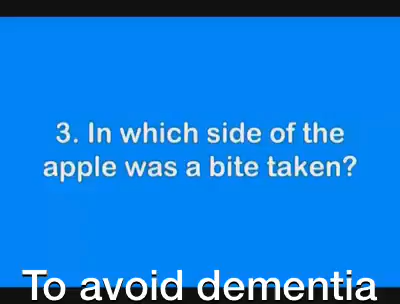 3. In which side of the
apple was a bite taken?
To avoid dementia